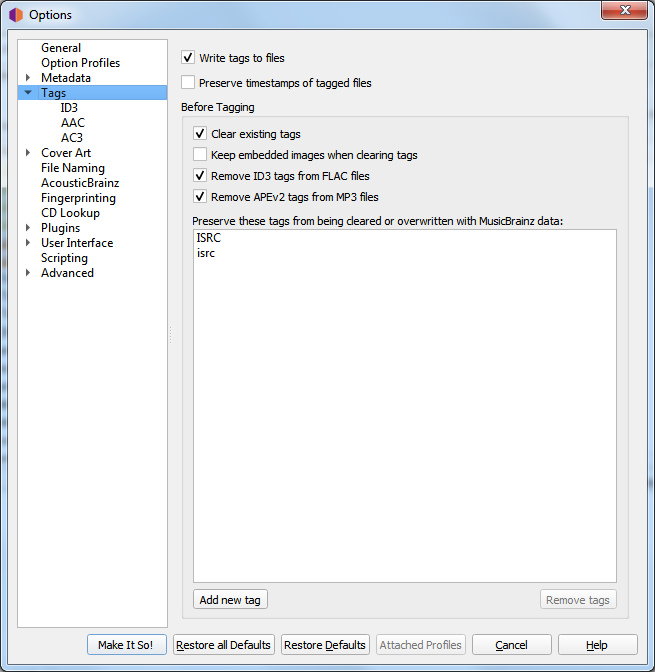 Options
General
Option Profiles
Metadata
Tags
ID3
AAC
AC3
Cover Art
File Naming
AcousticBrainz
Fingerprinting
CD Lookup
Plugins
User Interface
Scripting
Advanced
Write tags to files
Preserve timestamps of tagged files
Before Tagging
Clear existing tags
Keep embedded images when clearing tags
Remove ID3 tags from FLAC files
Remove APEv2 tags from MP3 files
Preserve these tags from being cleared or overwritten with MusicBrainz data:
ISRC
isrc
Add new tag
Remove tags
Make It So!
Restore all Defaults
Restore Defaults
Attached Profiles
Cancel
Help